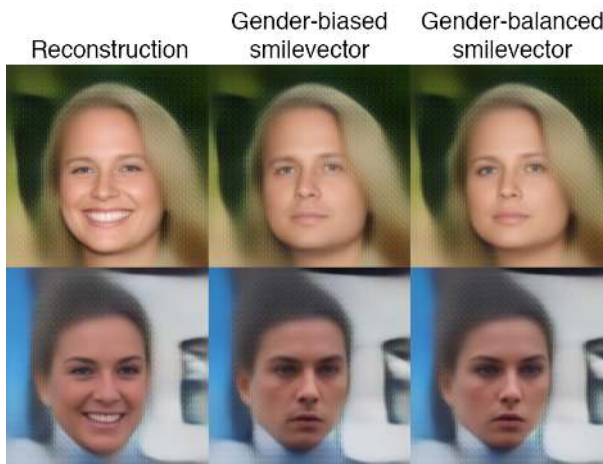 Reconstruction
Gender-biased
smilevector
Gender-balanced
smilevector